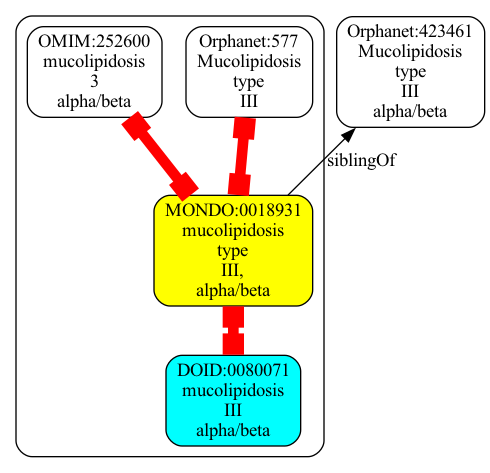 OMIM:252600
mucolipidosis
3
alpha/beta
Orphanet:577
Mucolipidosis
type
III
Orphanet:423461
Mucolipidosis
type
III
alpha/beta
siblingOf
MONDO:0018931
mucolipidosis
type
III,
alpha/beta
DOID:0080071
mucolipidosis
III
alpha/beta